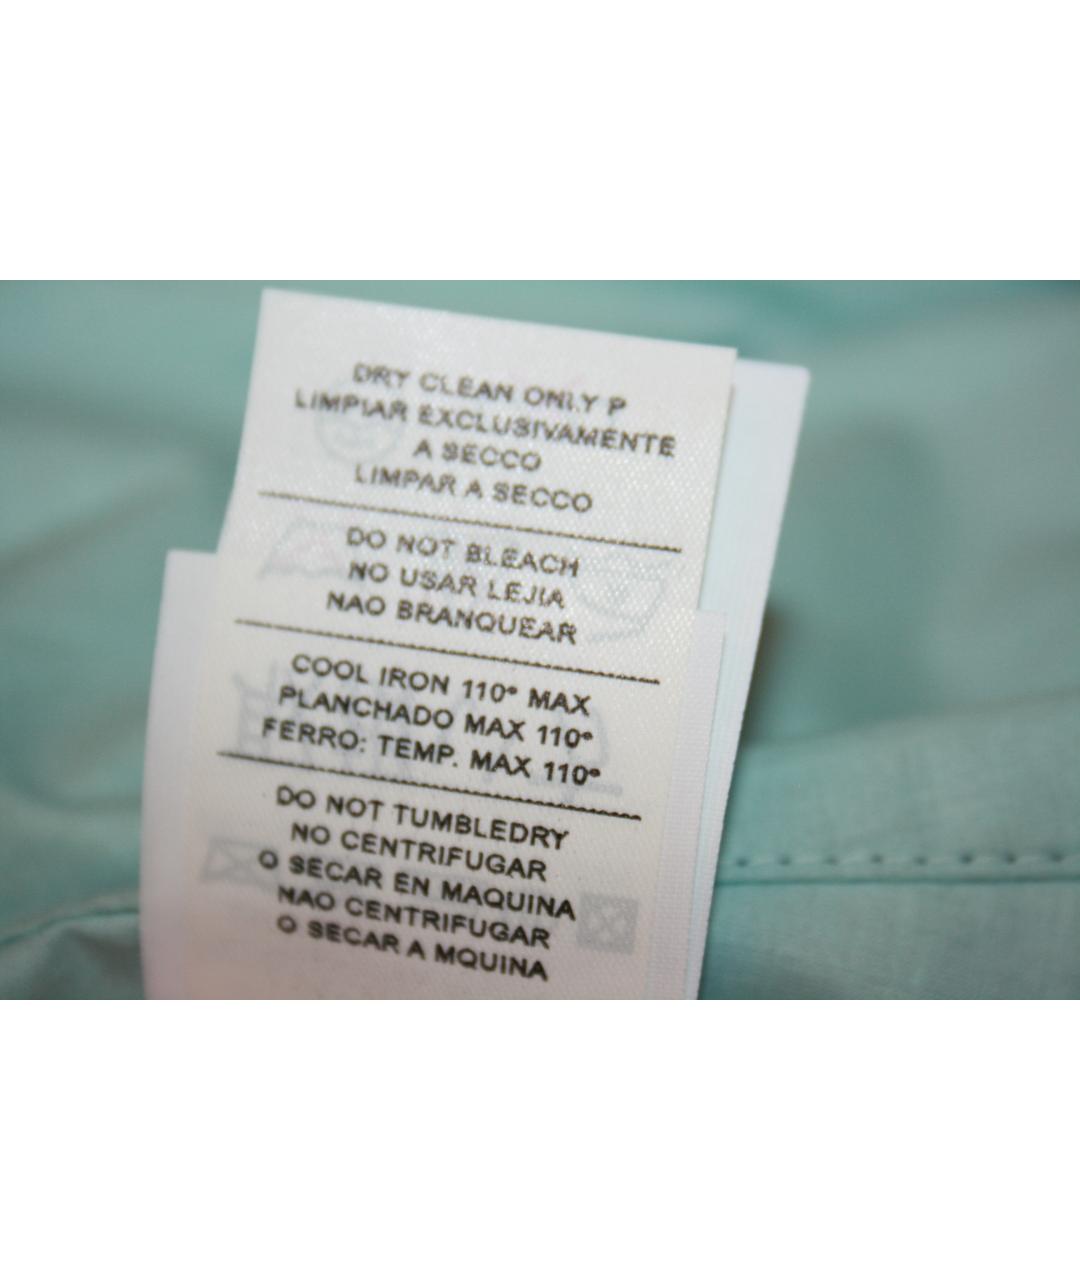 DRY CLEAN ONLY P
LIMPIAR EXCLUSIVAMENTE
A SECCO
LIMPAR A SECCO
DO NOT BLEACH
NO USAR LEJIA
NAO BRANQUEAR
COOL IRON 110° MAX
PLANCHADO MAX 110°
FERRO: TEMP. MAX 110°
DO NOT TUMBLEDRY
NO CENTRIFUGAR
O SECAR EN MAQUINA
NAO CENTRIFUGAR
O SECAR A MQUINA